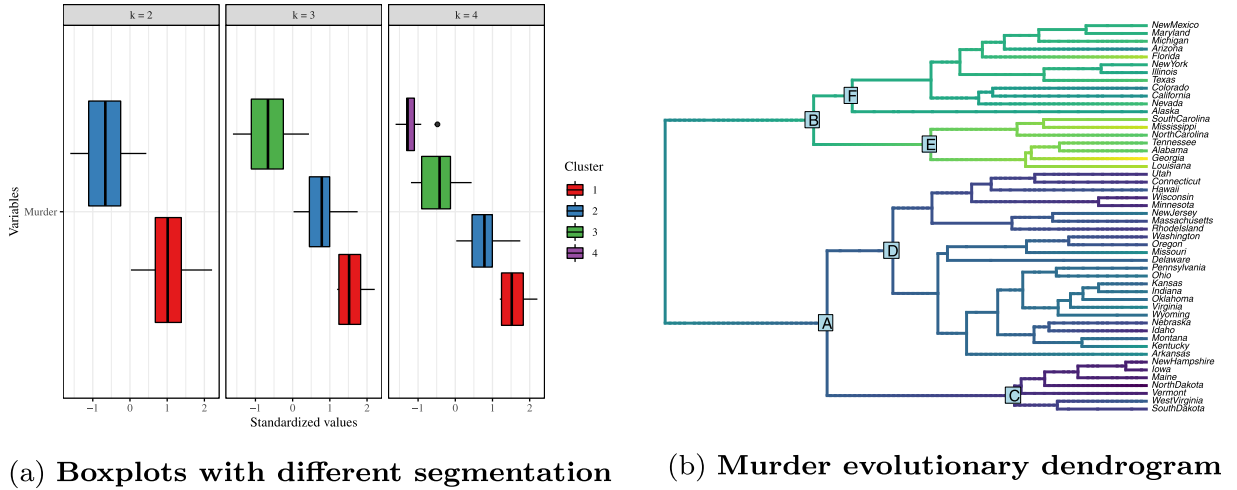 k = 2
k = 3
k = 4
Variables
Murder
−1 0 1 2
−1 0 1 2
−1 0 1 2
Standardized values
Cluster
1
2
3
4
(a) Boxplots with different segmentation
NewMexico
Maryland
Michigan
Arizona
Florida
NewYork
Illinois
Texas
Colorado
California
Nevada
Alaska
SouthCarolina
Mississippi
NorthCarolina
Tennessee
Alabama
Georgia
Louisiana
Utah
Connecticut
Hawaii
Wisconsin
Minnesota
NewJersey
Massachusetts
RhodeIsland
Washington
Oregon
Missouri
Delaware
Pennsylvania
Ohio
Kansas
Indiana
Oklahoma
Virginia
Wyoming
Nebraska
Idaho
Montana
Kentucky
Arkansas
NewHampshire
Iowa
Maine
NorthDakota
Vermont
WestVirginia
SouthDakota
F
B
E
D
A
C
(b) Murder evolutionary dendrogram